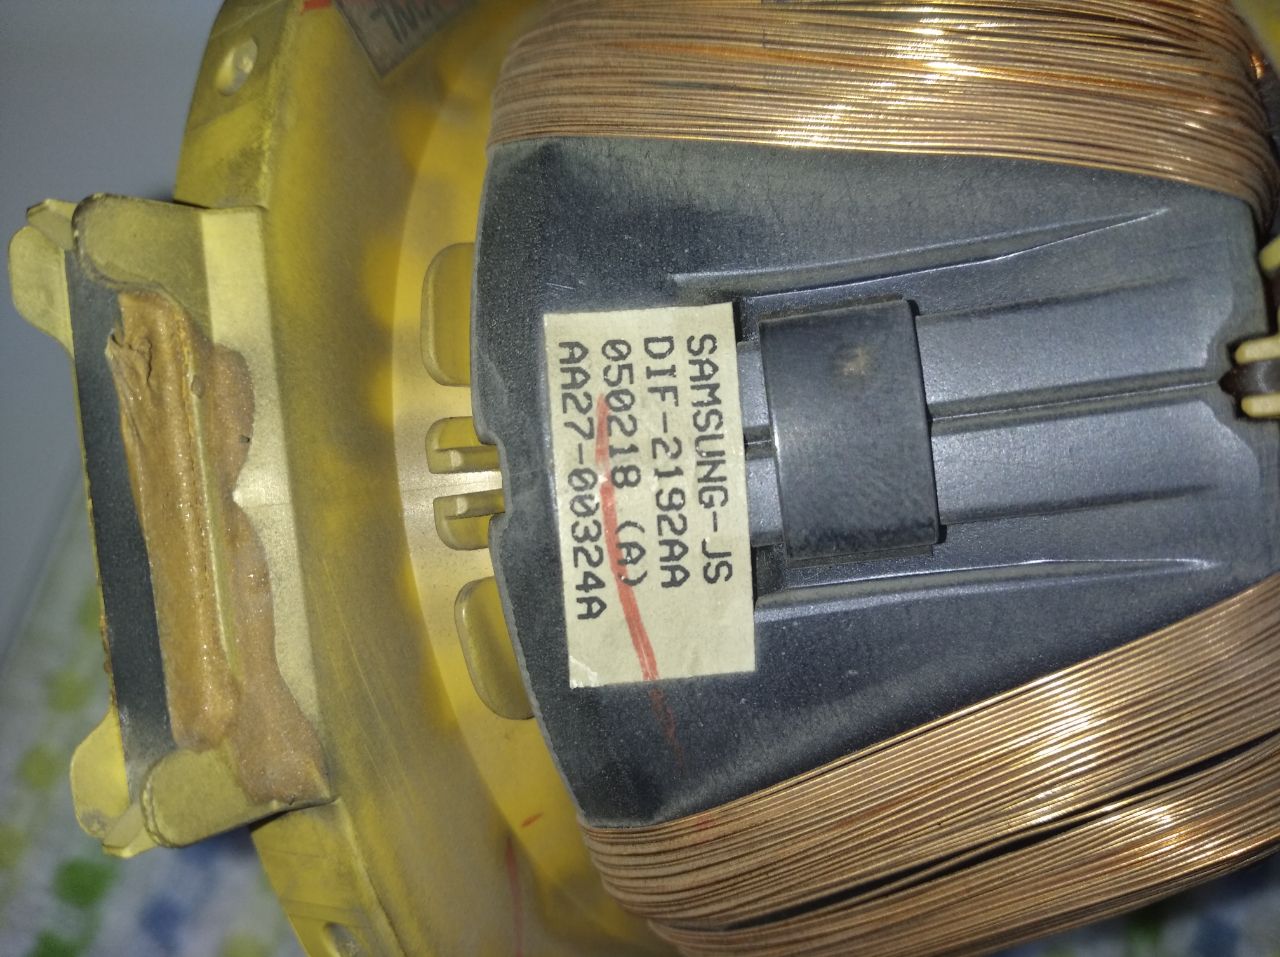 SAMSUNG-JS
DIF-2192AA
050218 (A)
AA27-00324A